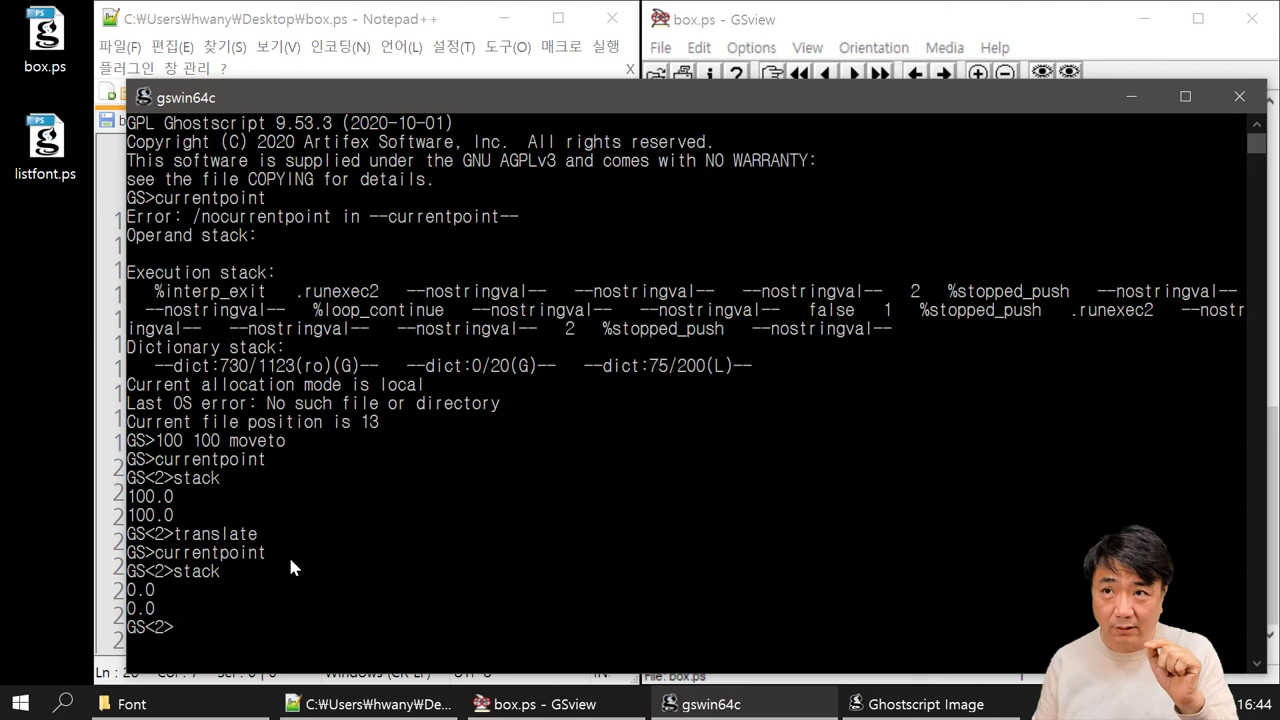 box.ps
listfont.ps
C:₩Users₩hwany₩Desktop₩box.ps - Notepad++
파일(F) 편집(E) 찾기(S) 보기(V) 인코딩(N) 언어(L) 설정(T) 도구(O) 매크로 실행
플러그인 창 관리 ? X
box.ps - GSview
File Edit Options View Orientation Media Help
gswin64c
GPL Ghostscript 9.53.3 (2020-10-01)
Copyright (C) 2020 Artifex Software, Inc.  All rights reserved.
This software is supplied under the GNU AGPLv3 and comes with NO WARRANTY:
see the file COPYING for details.
GS>currentpoint
Error: /nocurrentpoint in --currentpoint--
Operand stack:
Execution stack:
%interp_exit   .runexec2   --nostringval--   --nostringval--   --nostringval--   2   %stopped_push   --nostringval--
--nostringval--   %loop_continue   --nostringval--   --nostringval--   false   1   %stopped_push   .runexec2   --nostr
ingval--   --nostringval--   --nostringval--   2   %stopped_push   --nostringval--
Dictionary stack:
--dict:730/1123(ro)(G)--   --dict:0/20(G)--   --dict:75/200(L)--
Current allocation mode is local
Last OS error: No such file or directory
Current file position is 13
GS>100 100 moveto
GS>currentpoint
GS<2>stack
100.0
100.0
GS<2>translate
GS>currentpoint
GS<2>stack
0.0
0.0
GS<2>
File: box.ps
Font
C:₩Users₩hwany₩De...
box.ps - GSview
gswin64c
Ghostscript Image
16:44